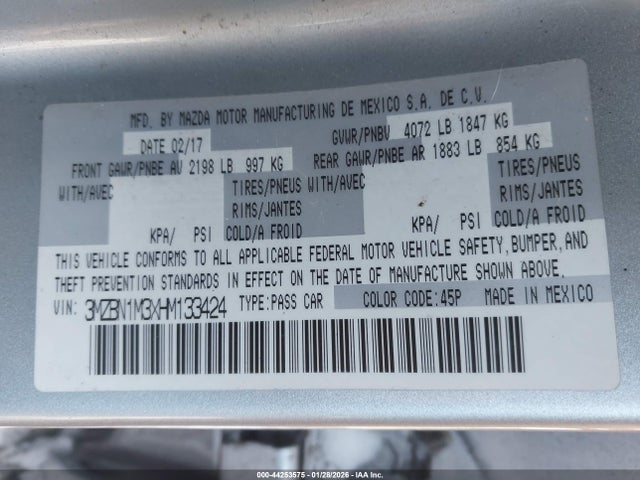 MFD. BY MAZDA MOTOR MANUFACTURING DE MEXICO S.A. DE C.V.
DATE 02/17 GVWR/PNBV 4072 LB 1847 KG
FRONT GAWR/PNBE AV 2198 LB 997 KG REAR GAWR/PNBE AR 1883 LB 854 KG
WITH/AVEC TIRES/PNEUS WITH/AVEC TIRES/PNEUS
RIMS/JANTES RIMS/JANTES
KPA/ PSI COLD/A FROID KPA/ PSI COLD/A FROID
THIS VEHICLE CONFORMS TO ALL APPLICABLE FEDERAL MOTOR VEHICLE SAFETY, BUMPER, AND
THEFT PREVENTION STANDARDS IN EFFECT ON THE DATE OF MANUFACTURE SHOWN ABOVE.
VIN: 3MZBN1M3XHM133424 TYPE:PASS CAR COLOR CODE:45P MADE IN MEXICO
000-44253575 | 01/28/2026 - IAA Inc.